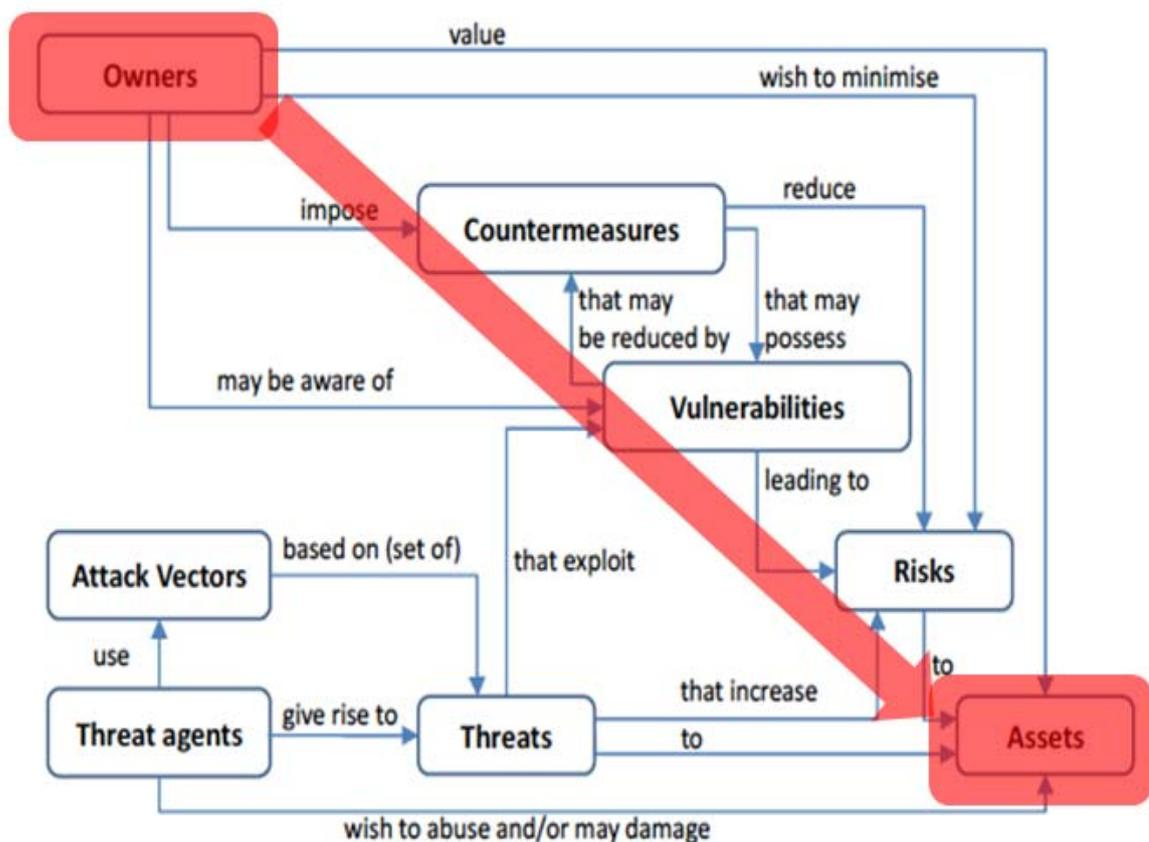 value
Owners
wish to minimise
reduce
impose
Countermeasures
that may
be reduced by
that may
possess
may be aware of
Vulnerabilities
leading to
based on (set of)
that exploit
Attack Vectors
Risks
use
to
that increase
give rise to
Threat agents
Threats
to
Assets
wish to abuse and/or may damage